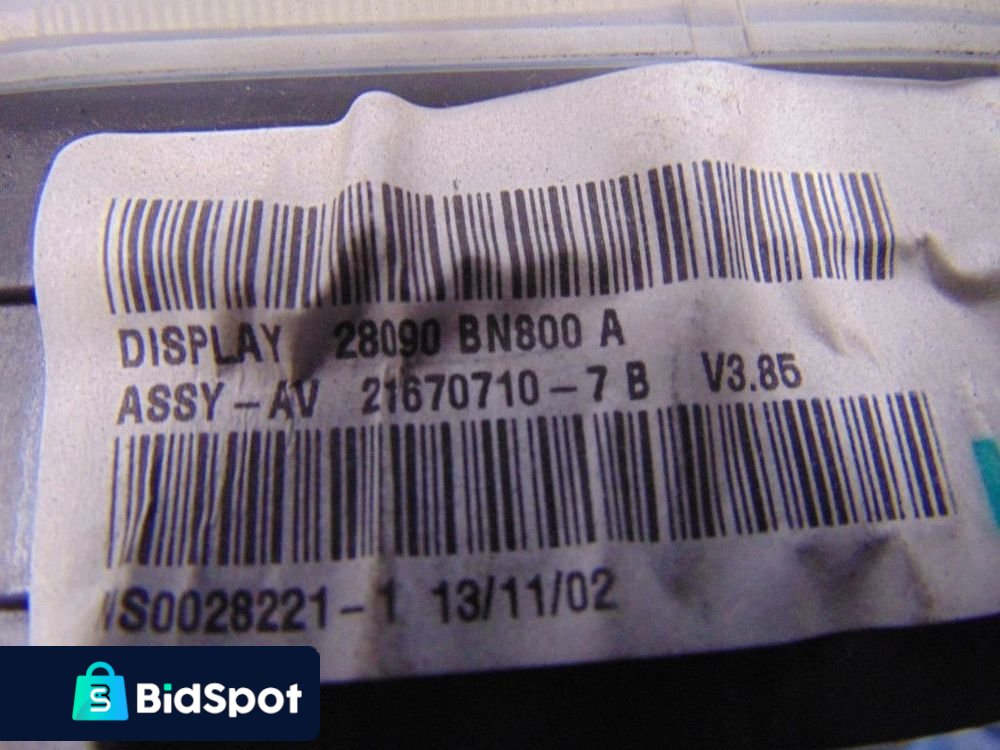 DISPLAY 28090 BN800 A
ASSY-AV 21670710-7 B V3.85
S0028221-1 13/11/02
S BidSpot